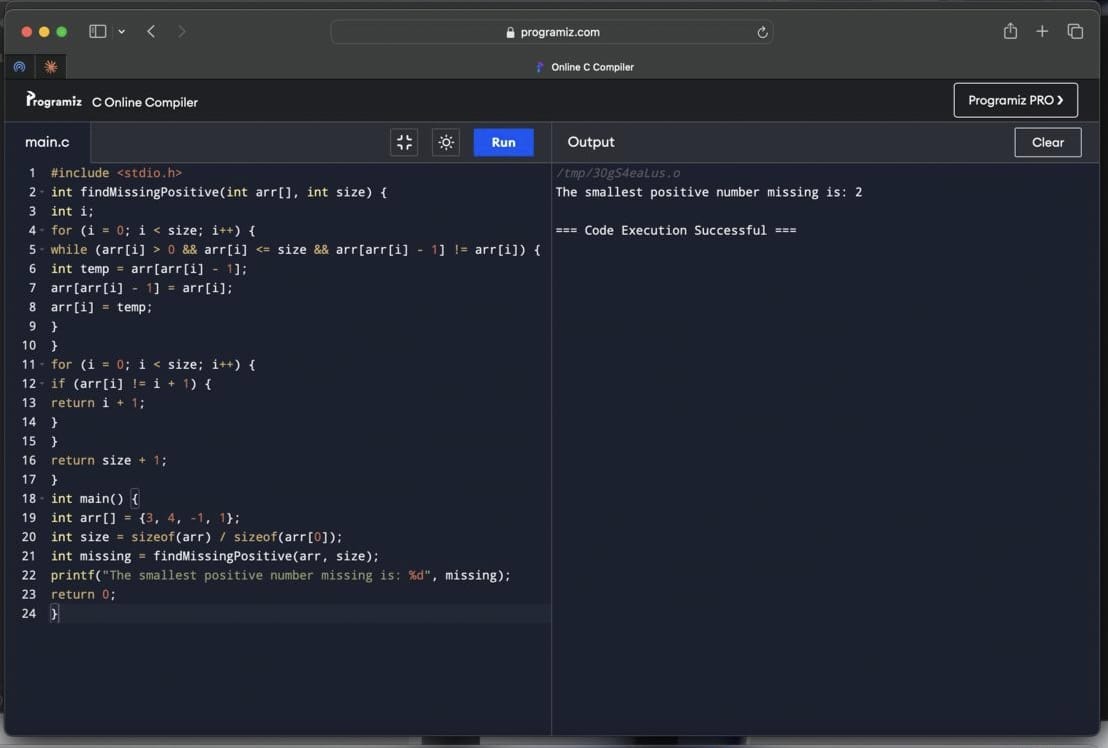 programiz.com
Online C Compiler
Programiz C Online Compiler
Programiz PRO ❯
main.c
Run
Output
Clear
1 #include <stdio.h>
2 int findMissingPositive(int arr[], int size) {
3 int i;
4 for (i = 0; i < size; i++) {
5 while (arr[i] > 0 && arr[i] <= size && arr[arr[i] - 1] != arr[i]) {
6 int temp = arr[arr[i] - 1];
7 arr[arr[i] - 1] = arr[i];
8 arr[i] = temp;
9 }
10 }
11 for (i = 0; i < size; i++) {
12 if (arr[i] != i + 1) {
13 return i + 1;
14 }
15 }
16 return size + 1;
17 }
18 int main() {
19 int arr[] = {3, 4, -1, 1};
20 int size = sizeof(arr) / sizeof(arr[0]);
21 int missing = findMissingPositive(arr, size);
22 printf("The smallest positive number missing is: %d", missing);
23 return 0;
24 }
/tmp/30gS4eaLus.o
The smallest positive number missing is: 2
=== Code Execution Successful ===